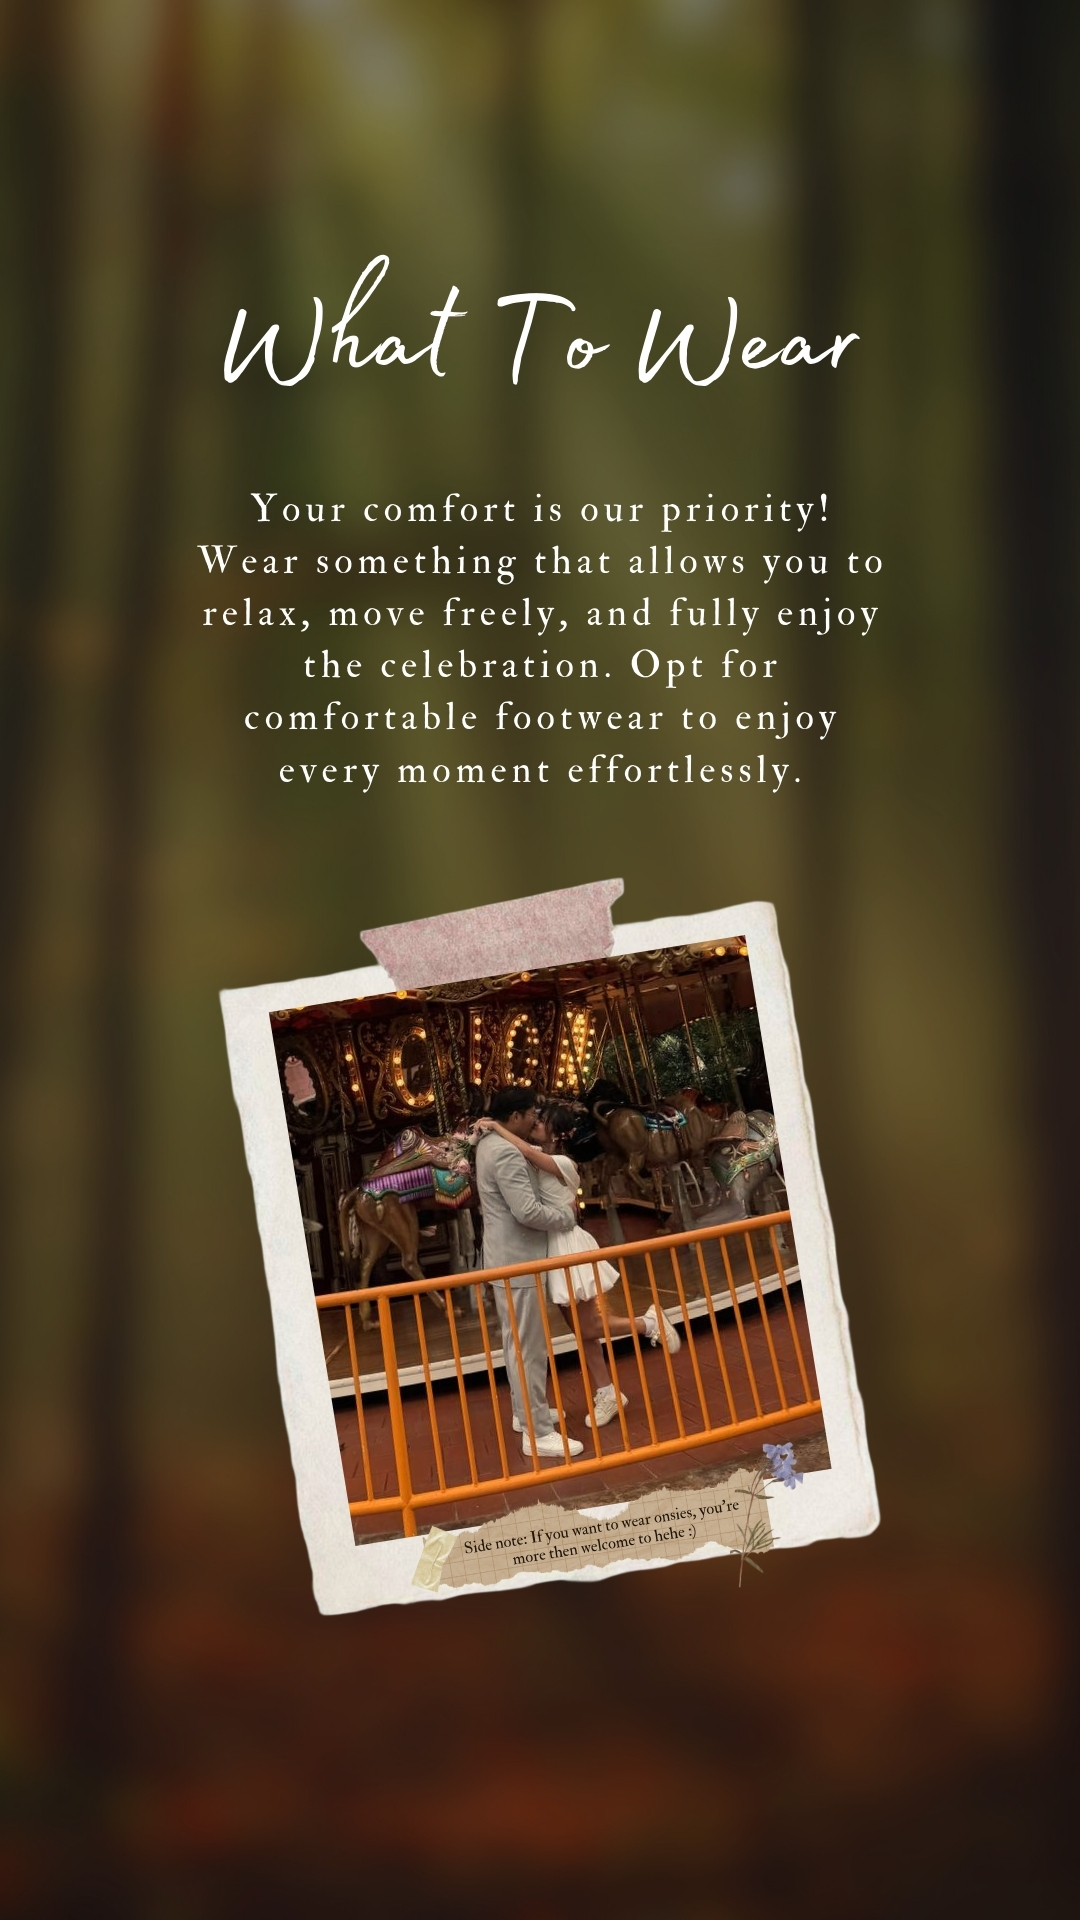 What To Wear
Your comfort is our priority!
Wear something that allows you to
relax, move freely, and fully enjoy
the celebration. Opt for
comfortable footwear to enjoy
every moment effortlessly.
Side note: If you want to wear onsies, you're
more then welcome to hehe :)